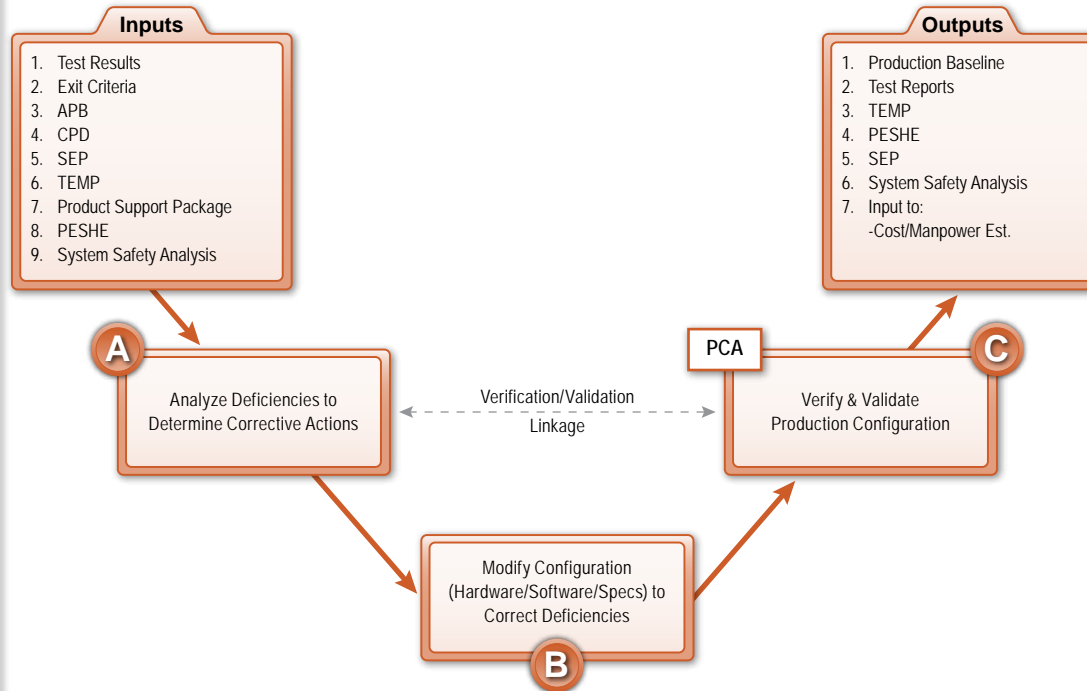 Inputs
1. Test Results
2. Exit Criteria
3. APB
4. CPD
5. SEP
6. TEMP
7. Product Support Package
8. PESHE
9. System Safety Analysis
Outputs
1. Production Baseline
2. Test Reports
3. TEMP
4. PESHE
5. SEP
6. System Safety Analysis
7. Input to:
-Cost/Manpower Est.
A
Analyze Deficiencies to
Determine Corrective Actions
Verification/Validation
Linkage
PCA
C
Verify & Validate
Production Configuration
Modify Configuration
(Hardware/Software/Specs) to
Correct Deficiencies
B